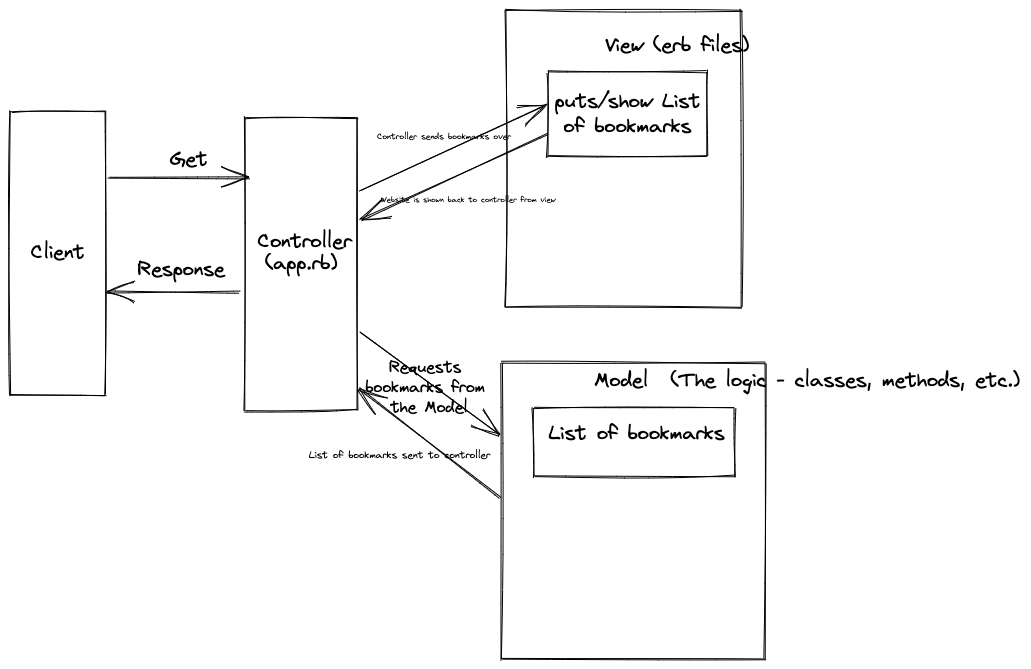 View (erb files)
puts/show List
of bookmarks
Controller sends bookmarks over
Get
Website is shown back to controller from view
Client
Controller
(app.rb)
Response
Requests
bookmarks from
the Model
Model (The logic - classes, methods, etc.)
List of bookmarks
List of bookmarks sent to controller